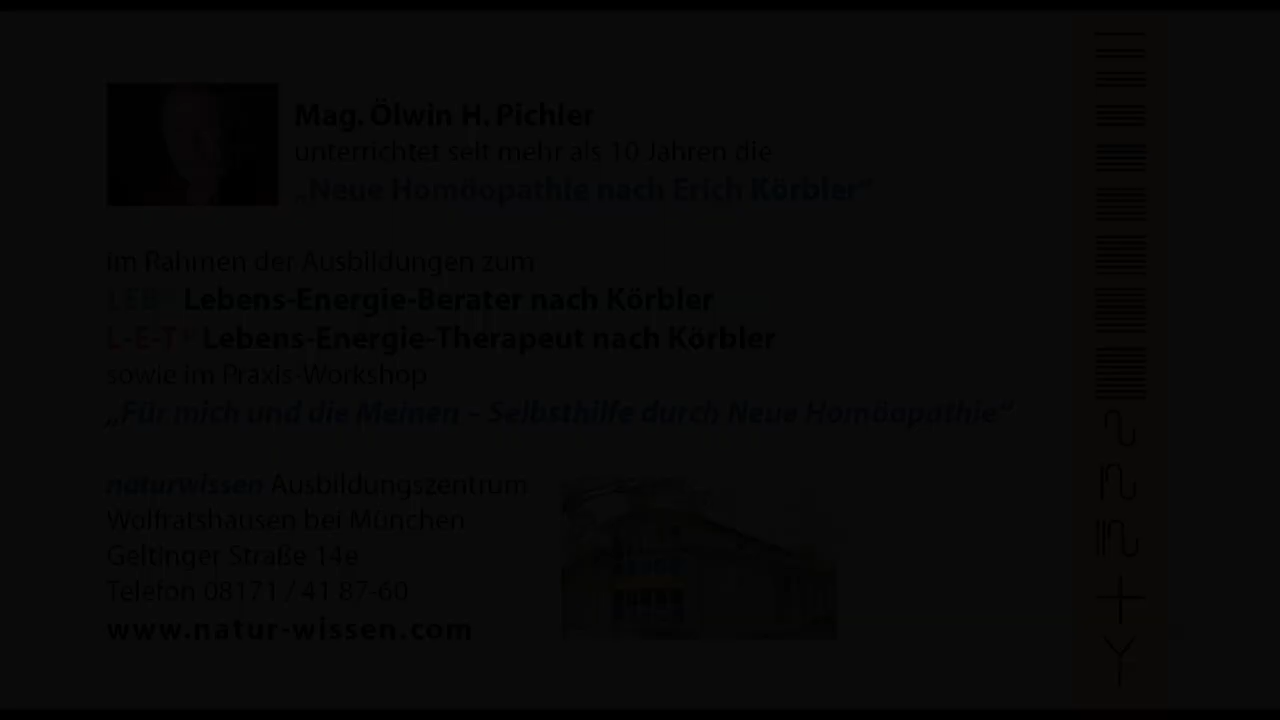 Mag. Ölwin H. Pichler
unterrichtet seit mehr als 10 Jahren die
„Neue Homöopathie nach Erich Körbler“
im Rahmen der Ausbildungen zum
LEB® Lebens-Energie-Berater nach Körbler
L-E-T® Lebens-Energie-Therapeut nach Körbler
sowie im Praxis-Workshop
„Für mich und die Meinen – Selbsthilfe durch Neue Homöopathie“
naturwissen Ausbildungszentrum
Wolfratshausen bei München
Geltinger Straße 14e
Telefon 08171 / 41 87-60
www.natur-wissen.com